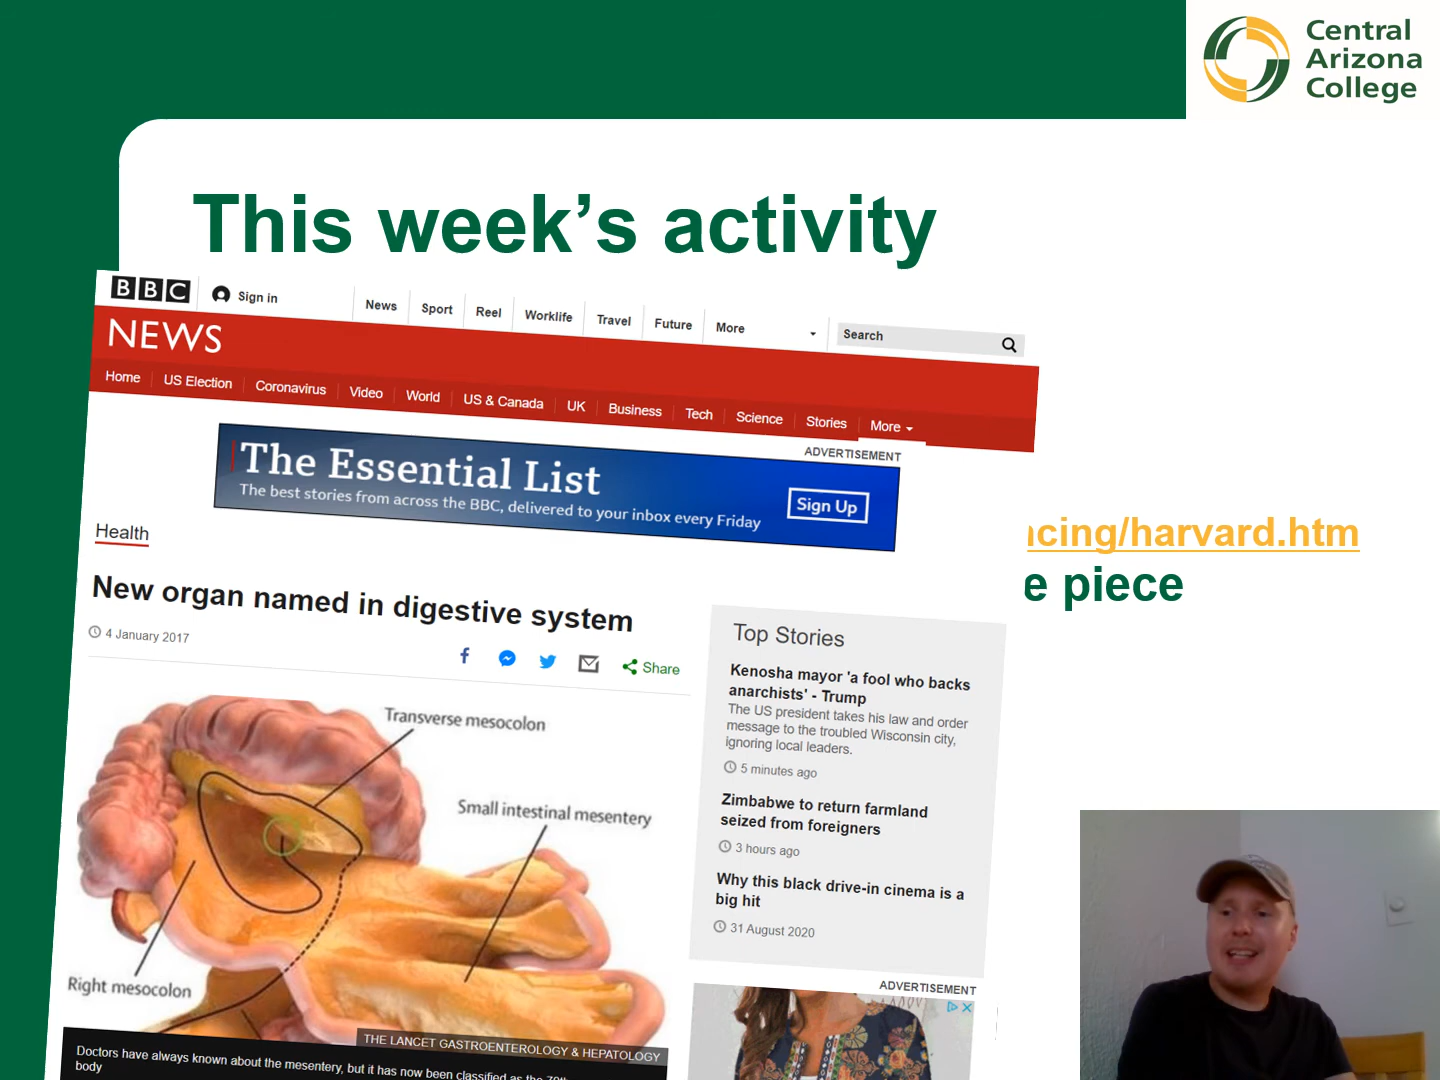 Central
Arizona
College
This week’s activity
BBC
Sign in
News
Sport
Reel
Worklife
Travel
Future
More
Search
NEWS
Home
US Election
Coronavirus
Video
World
US & Canada
UK
Business
Tech
Science
Stories
More
ADVERTISEMENT
The Essential List
The best stories from across the BBC, delivered to your inbox every Friday
Sign Up
ncing/harvard.htm
e piece
Health
New organ named in digestive system
4 January 2017
Share
Transverse mesocolon
Small intestinal mesentery
Right mesocolon
THE LANCET GASTROENTEROLOGY & HEPATOLOGY
Doctors have always known about the mesentery, but it has now been classified as the 79th
body
Top Stories
Kenosha mayor 'a fool who backs
anarchists' - Trump
The US president takes his law and order
message to the troubled Wisconsin city,
ignoring local leaders.
5 minutes ago
Zimbabwe to return farmland
seized from foreigners
3 hours ago
Why this black drive-in cinema is a
big hit
31 August 2020
ADVERTISEMENT